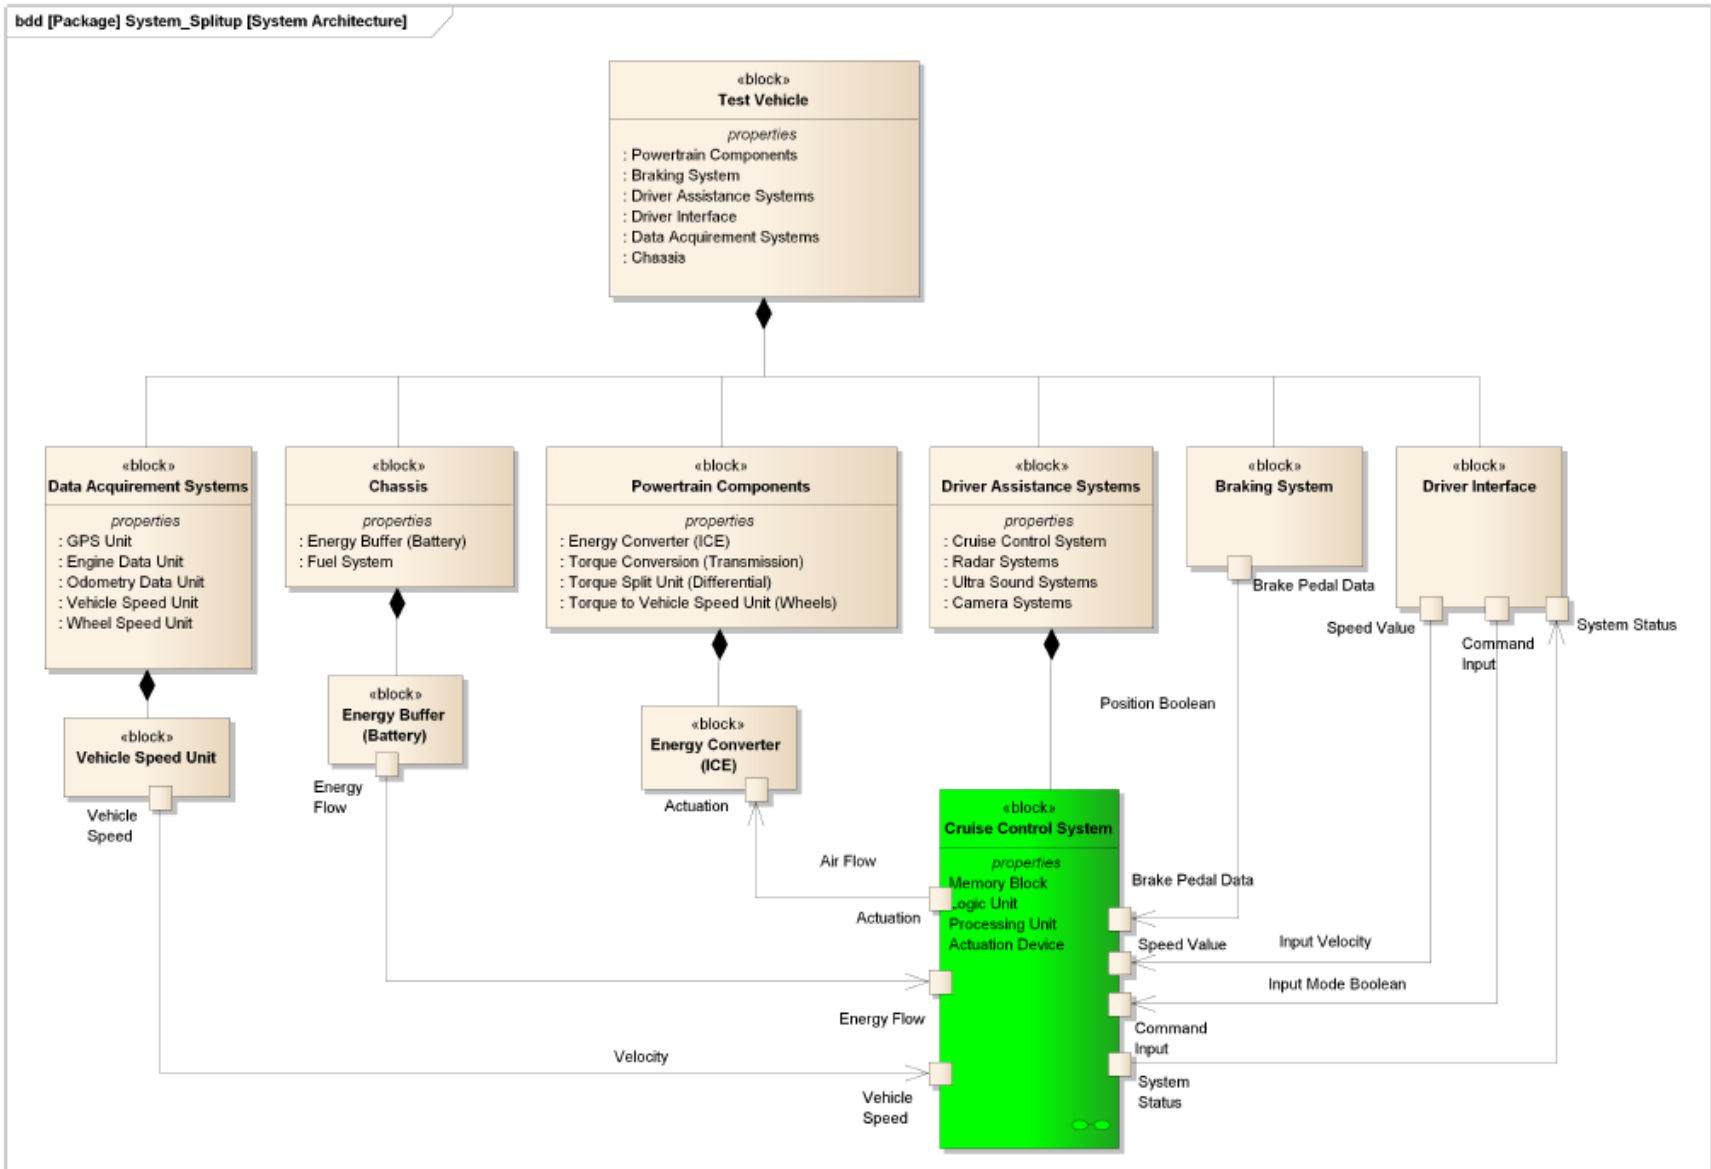 bdd [Package] System_Splitup [System Architecture]
«block»
Test Vehicle
properties
: Powertrain Components
: Braking System
: Driver Assistance Systems
: Driver Interface
: Data Acquirement Systems
: Chassis
«block»
Data Acquirement Systems
properties
: GPS Unit
: Engine Data Unit
: Odometry Data Unit
: Vehicle Speed Unit
: Wheel Speed Unit
«block»
Chassis
properties
: Energy Buffer (Battery)
: Fuel System
«block»
Powertrain Components
properties
: Energy Converter (ICE)
: Torque Conversion (Transmission)
: Torque Split Unit (Differential)
: Torque to Vehicle Speed Unit (Wheels)
«block»
Driver Assistance Systems
properties
: Cruise Control System
: Radar Systems
: Ultra Sound Systems
: Camera Systems
«block»
Braking System
Brake Pedal Data
«block»
Driver Interface
Speed Value
Command
Input
System Status
«block»
Vehicle Speed Unit
Vehicle
Speed
«block»
Energy Buffer
(Battery)
Energy
Flow
«block»
Energy Converter
(ICE)
Actuation
Position Boolean
Air Flow
«block»
Cruise Control System
properties
Memory Block
Logic Unit
Processing Unit
Actuation Device
Actuation
Energy Flow
Velocity
Vehicle
Speed
Brake Pedal Data
Speed Value
Input Velocity
Input Mode Boolean
Command
Input
System
Status